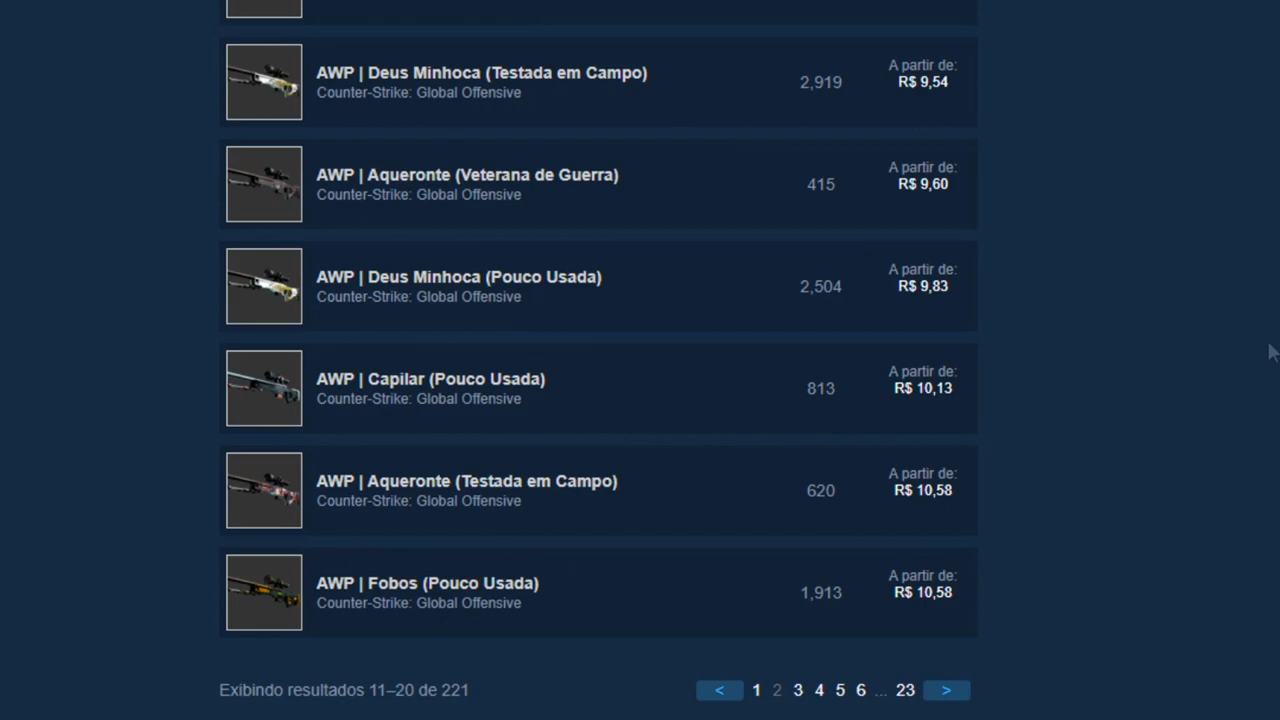 AWP | Deus Minhoca (Testada em Campo)
Counter-Strike: Global Offensive
2,919
A partir de:
R$ 9,54
AWP | Aqueronte (Veterana de Guerra)
Counter-Strike: Global Offensive
415
A partir de:
R$ 9,60
AWP | Deus Minhoca (Pouco Usada)
Counter-Strike: Global Offensive
2,504
A partir de:
R$ 9,83
AWP | Capilar (Pouco Usada)
Counter-Strike: Global Offensive
813
A partir de:
R$ 10,13
AWP | Aqueronte (Testada em Campo)
Counter-Strike: Global Offensive
620
A partir de:
R$ 10,58
AWP | Fobos (Pouco Usada)
Counter-Strike: Global Offensive
1,913
A partir de:
R$ 10,58
Exibindo resultados 11–20 de 221
< 1 2 3 4 5 6 ... 23 >